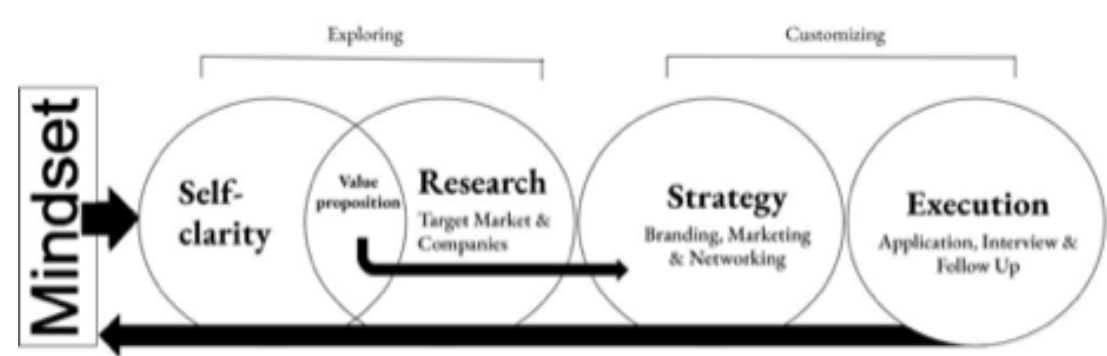 Exploring
Customizing
Mindset
Self-
clarity
Value
proposition
Research
Target Market &
Companies
Strategy
Branding, Marketing
& Networking
Execution
Application, Interview &
Follow Up